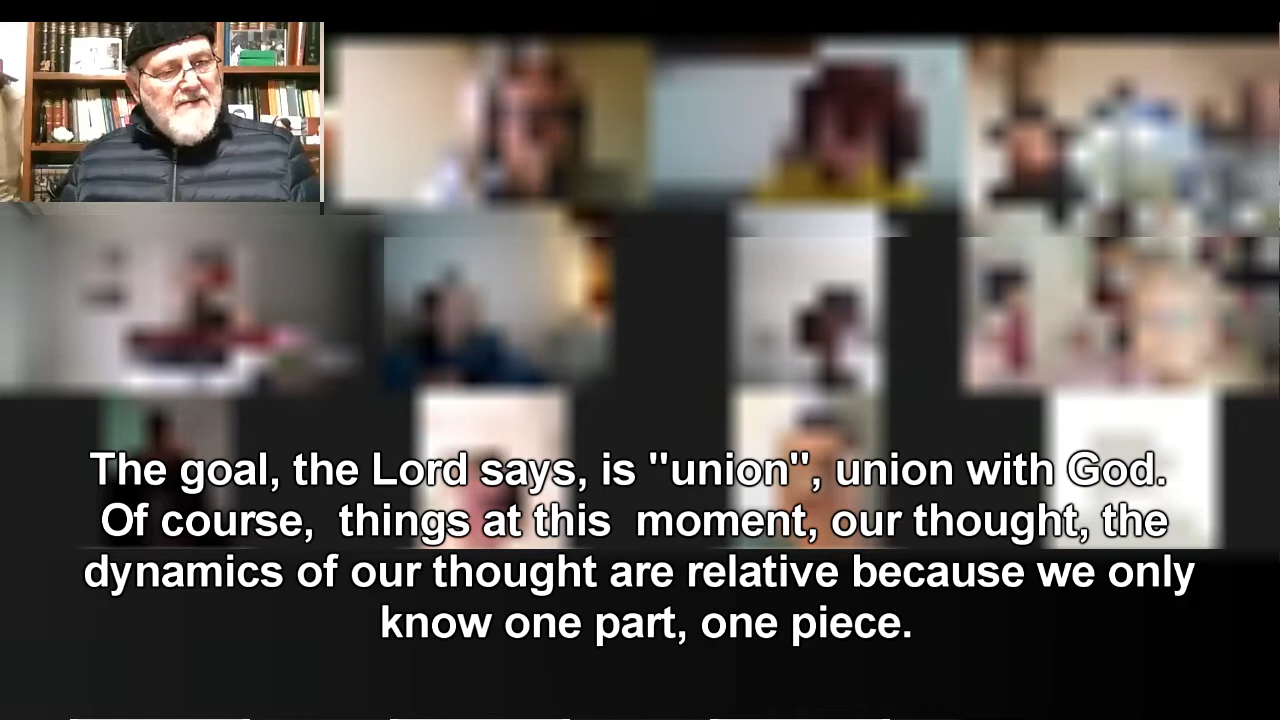 The goal, the Lord says, is "union", union with God.
Of course, things at this moment, our thought, the
dynamics of our thought are relative because we only
know one part, one piece.